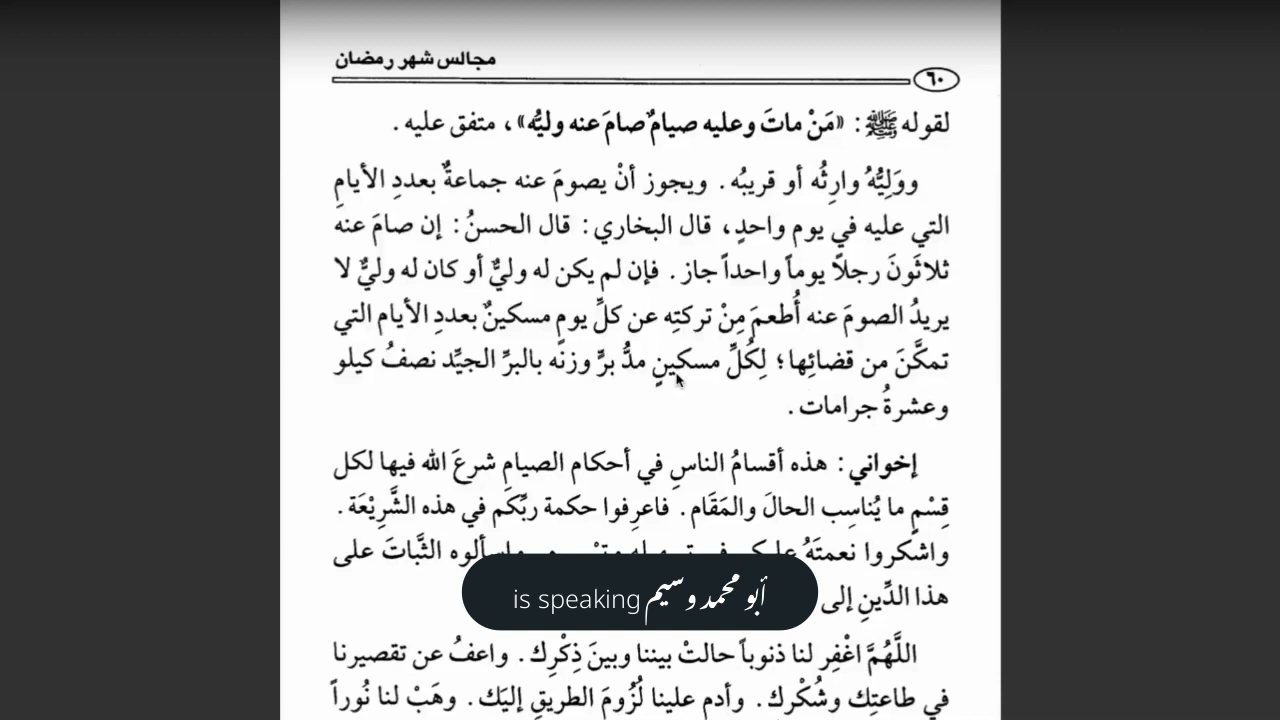 مجالس شهر رمضان
٦٠
لقوله ﷺ : «مَنْ ماتَ وعليه صيامٌ صامَ عنه وليُّه» ، متفق عليه .
ووَلِيُّهُ وارِثُه أو قريبُه . ويجوز أنْ يصومَ عنه جماعةٌ بعددِ الأيامِ
التي عليه في يوم واحدٍ، قال البخاري : قال الحسنُ : إن صامَ عنه
ثلاثَونَ رجلاً يوماً واحداً جاز . فإن لم يكن له وليٌّ أو كان له وليٌّ لا
يريدُ الصومَ عنه أُطعمَ مِنْ تركتِه عن كلِّ يومٍ مسكينٌ بعددِ الأيام التي
تمكَّنَ من قضائِها ؛ لِكُلِّ مسكينٍ مدُّ برٍّ وزنُه بالبرِّ الجيِّد نصفُ كيلو
وعشرةُ جرامات .
إخواني : هذه أقسامُ الناسِ في أحكام الصيامِ شرعَ الله فيها لكل
قِسْمٍ ما يُناسِب الحالَ والمَقَام . فاعرِفوا حكمة ربِّكم في هذه الشَّرِيْعَة .
واشكروا نعمتَهُ عليكم في واسألوه الثَّباتَ على
هذا الدِّينِ إلى
أبو محمد وسيم is speaking
اللَّهُمَّ اغْفِر لنا ذنوباً حالتْ بيننا وبينَ ذِكْرِك . واعفُ عن تقصيرنا
في طاعتِك وشُكْرِك . وأدم علينا لُزُومَ الطريقِ إليَك . وهَبْ لنا نُوراً